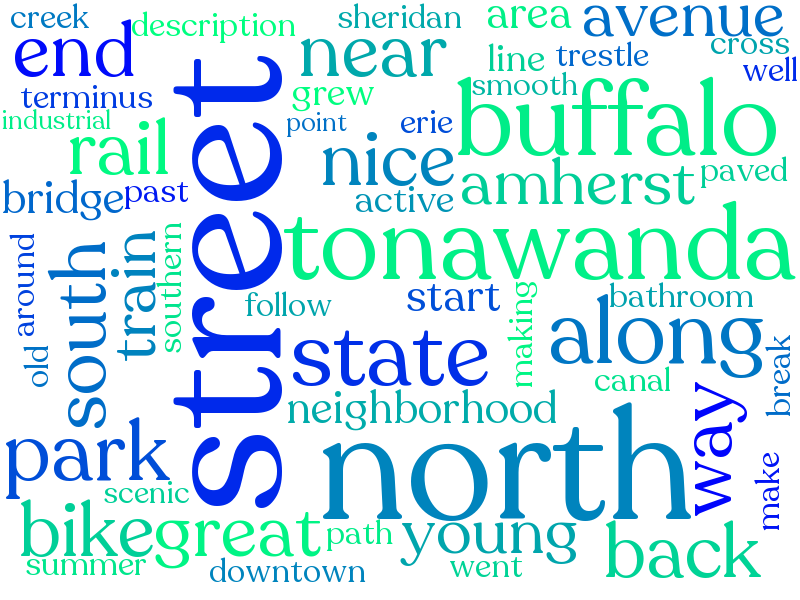 creek
description
sheridan
area
avenue
end
near
line
trestle
cross
well
terminus
grew
smooth
industrial
rail
point
erie
buffalo
street
nice
bridge
past
active
amherst
paved
around
south
train
southern
tonawanda
follow
start
making
bathroom
old
state
along
break
canal
neighborhood
way
park
north
make
scenic
bike
great
path
young
back
summer
downtown
went